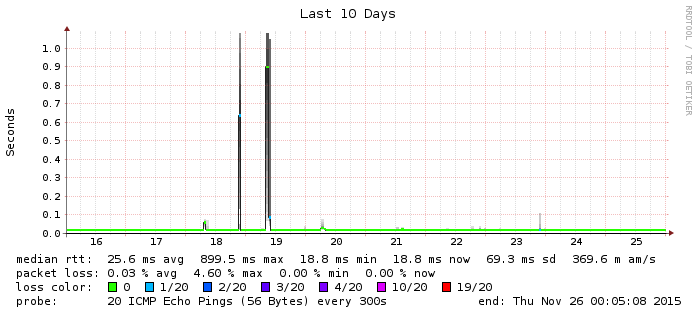 Last 10 Days
RRDTOOL / TOBI OETIKER
Seconds
1.0
0.9
0.8
0.7
0.6
0.5
0.4
0.3
0.2
0.1
0.0
16 17 18 19 20 21 22 23 24 25
median rtt: 25.6 ms avg 899.5 ms max 18.8 ms min 18.8 ms now 69.3 ms sd 369.6 m am/s
packet loss: 0.03 % avg 4.60 % max 0.00 % min 0.00 % now
loss color: 0 1/20 2/20 3/20 4/20 10/20 19/20
probe: 20 ICMP Echo Pings (56 Bytes) every 300s end: Thu Nov 26 00:05:08 2015